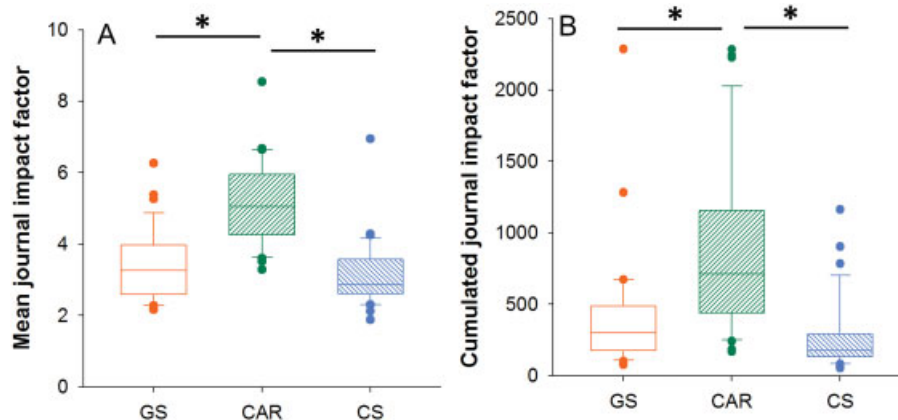 A
Mean journal impact factor
10
8
6
4
2
0
* *
GS CAR CS
B
Cumulated journal impact factor
2500
2000
1500
1000
500
0
* *
GS CAR CS